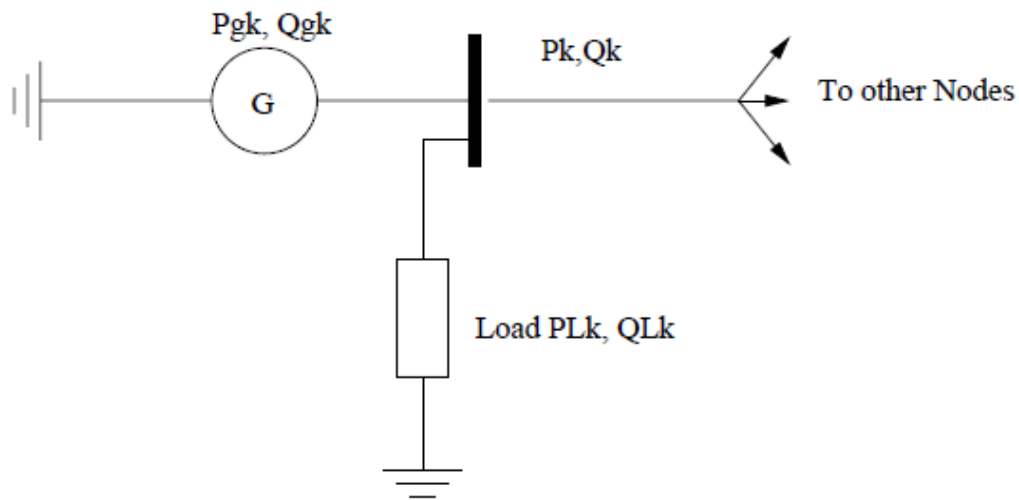 Pgk, Qgk
Pk,Qk
G
To other Nodes
Load PLk, QLk